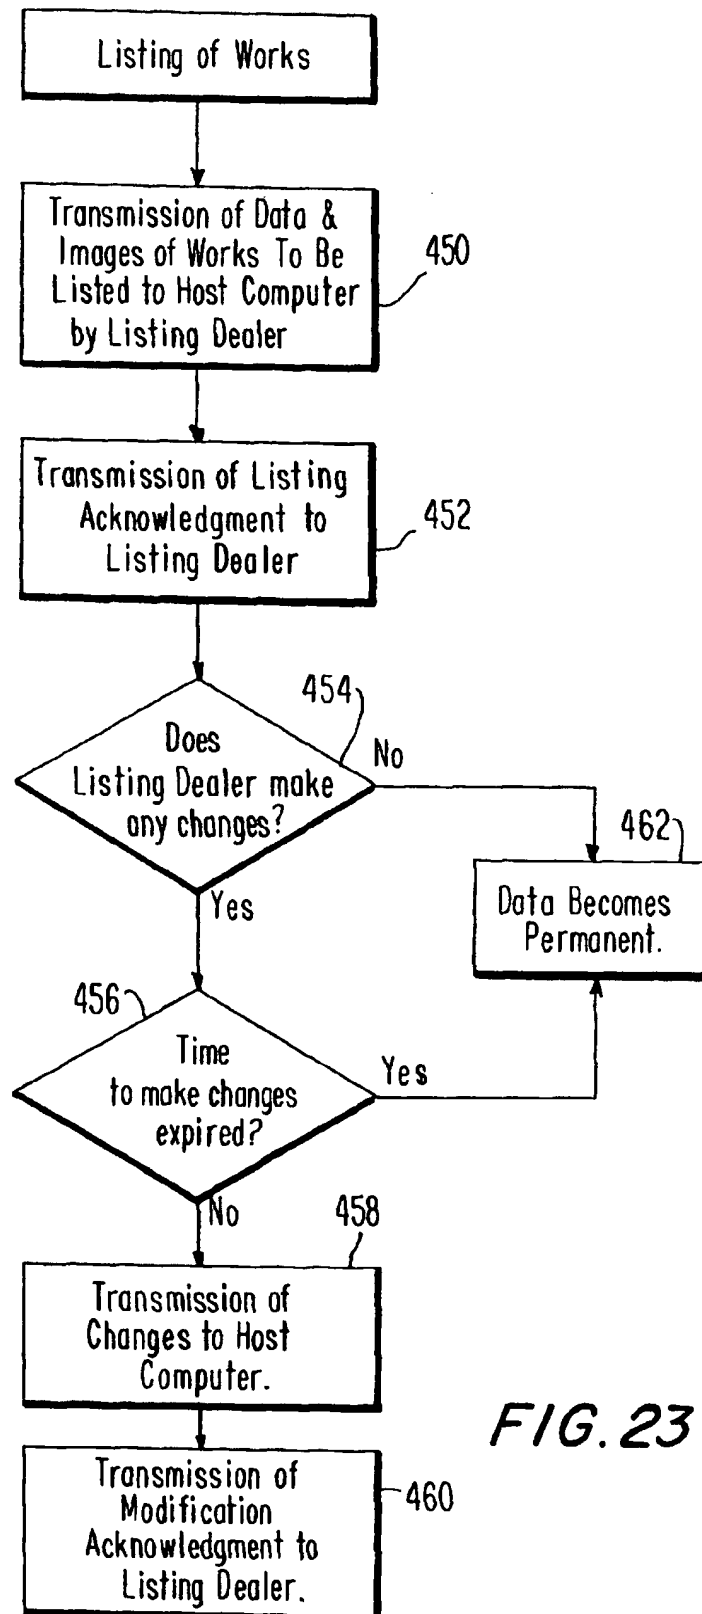 Listing of Works
Transmission of Data &
Images of Works To Be
Listed to Host Computer
by Listing Dealer
450
Transmission of Listing
Acknowledgment to
Listing Dealer
452
454
Does
Listing Dealer make
any changes?
No
Yes
462
Data Becomes
Permanent.
456
Time
to make changes
expired?
Yes
No
458
Transmission of
Changes to Host
Computer.
FIG. 23
Transmission of
Modification
Acknowledgment to
Listing Dealer.
460